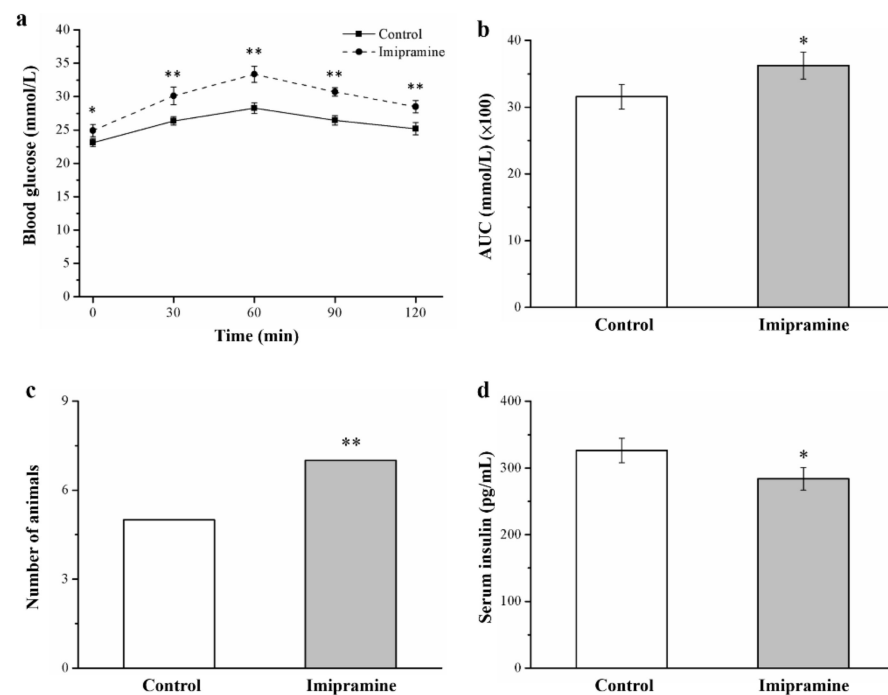 a
Blood glucose (mmol/L)
40
35
30
25
20
15
10
5
0
Control
Imipramine
*
**
**
**
**
0 30 60 90 120
Time (min)
b
AUC (mmol/L) (×100)
40
30
20
10
0
*
Control Imipramine
c
Number of animals
9
6
3
0
**
Control Imipramine
d
Serum insulin (pg/mL)
400
300
200
100
0
*
Control Imipramine